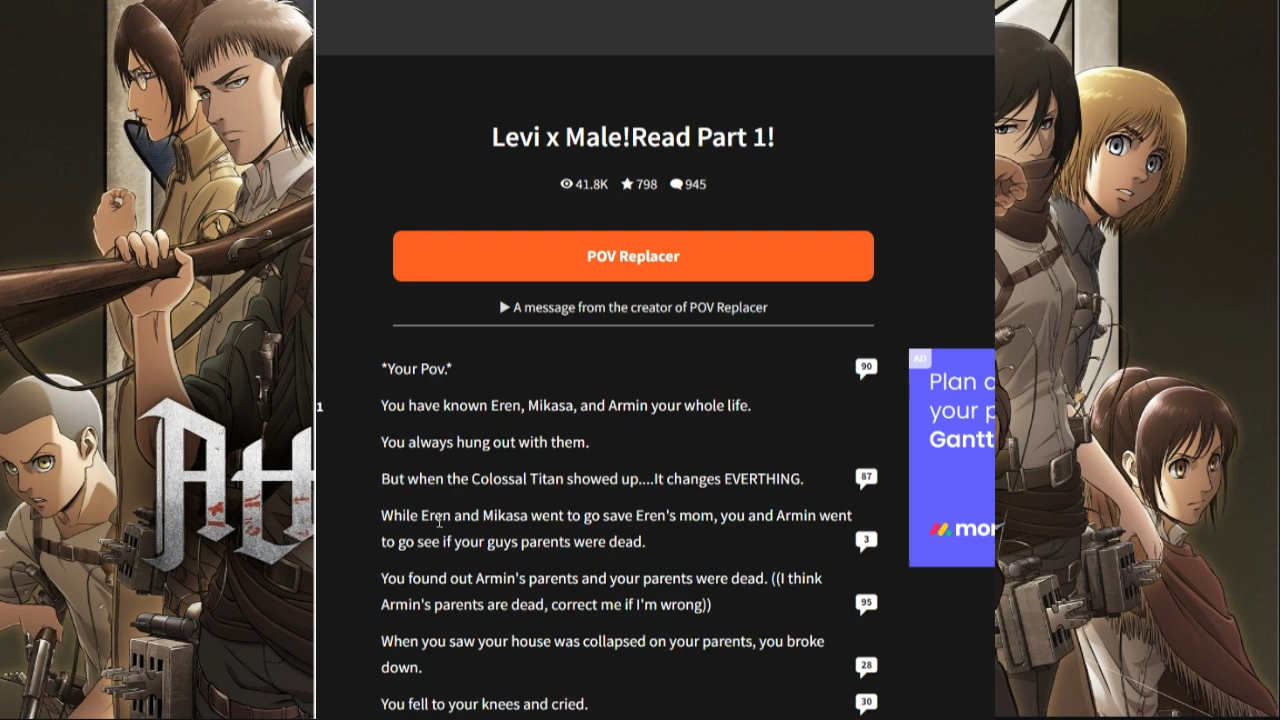 Levi x Male!Read Part 1!
41.8K 798 945
POV Replacer
▶ A message from the creator of POV Replacer
*Your Pov.*
90
You have known Eren, Mikasa, and Armin your whole life.
1
You always hung out with them.
But when the Colossal Titan showed up....It changes EVERTHING.
87
While Eren and Mikasa went to go save Eren's mom, you and Armin went
to go see if your guys parents were dead.
3
You found out Armin's parents and your parents were dead. ((I think
Armin's parents are dead, correct me if I'm wrong))
95
When you saw your house was collapsed on your parents, you broke
down.
28
You fell to your knees and cried.
30
AD
Plan
your
Gantt
Att